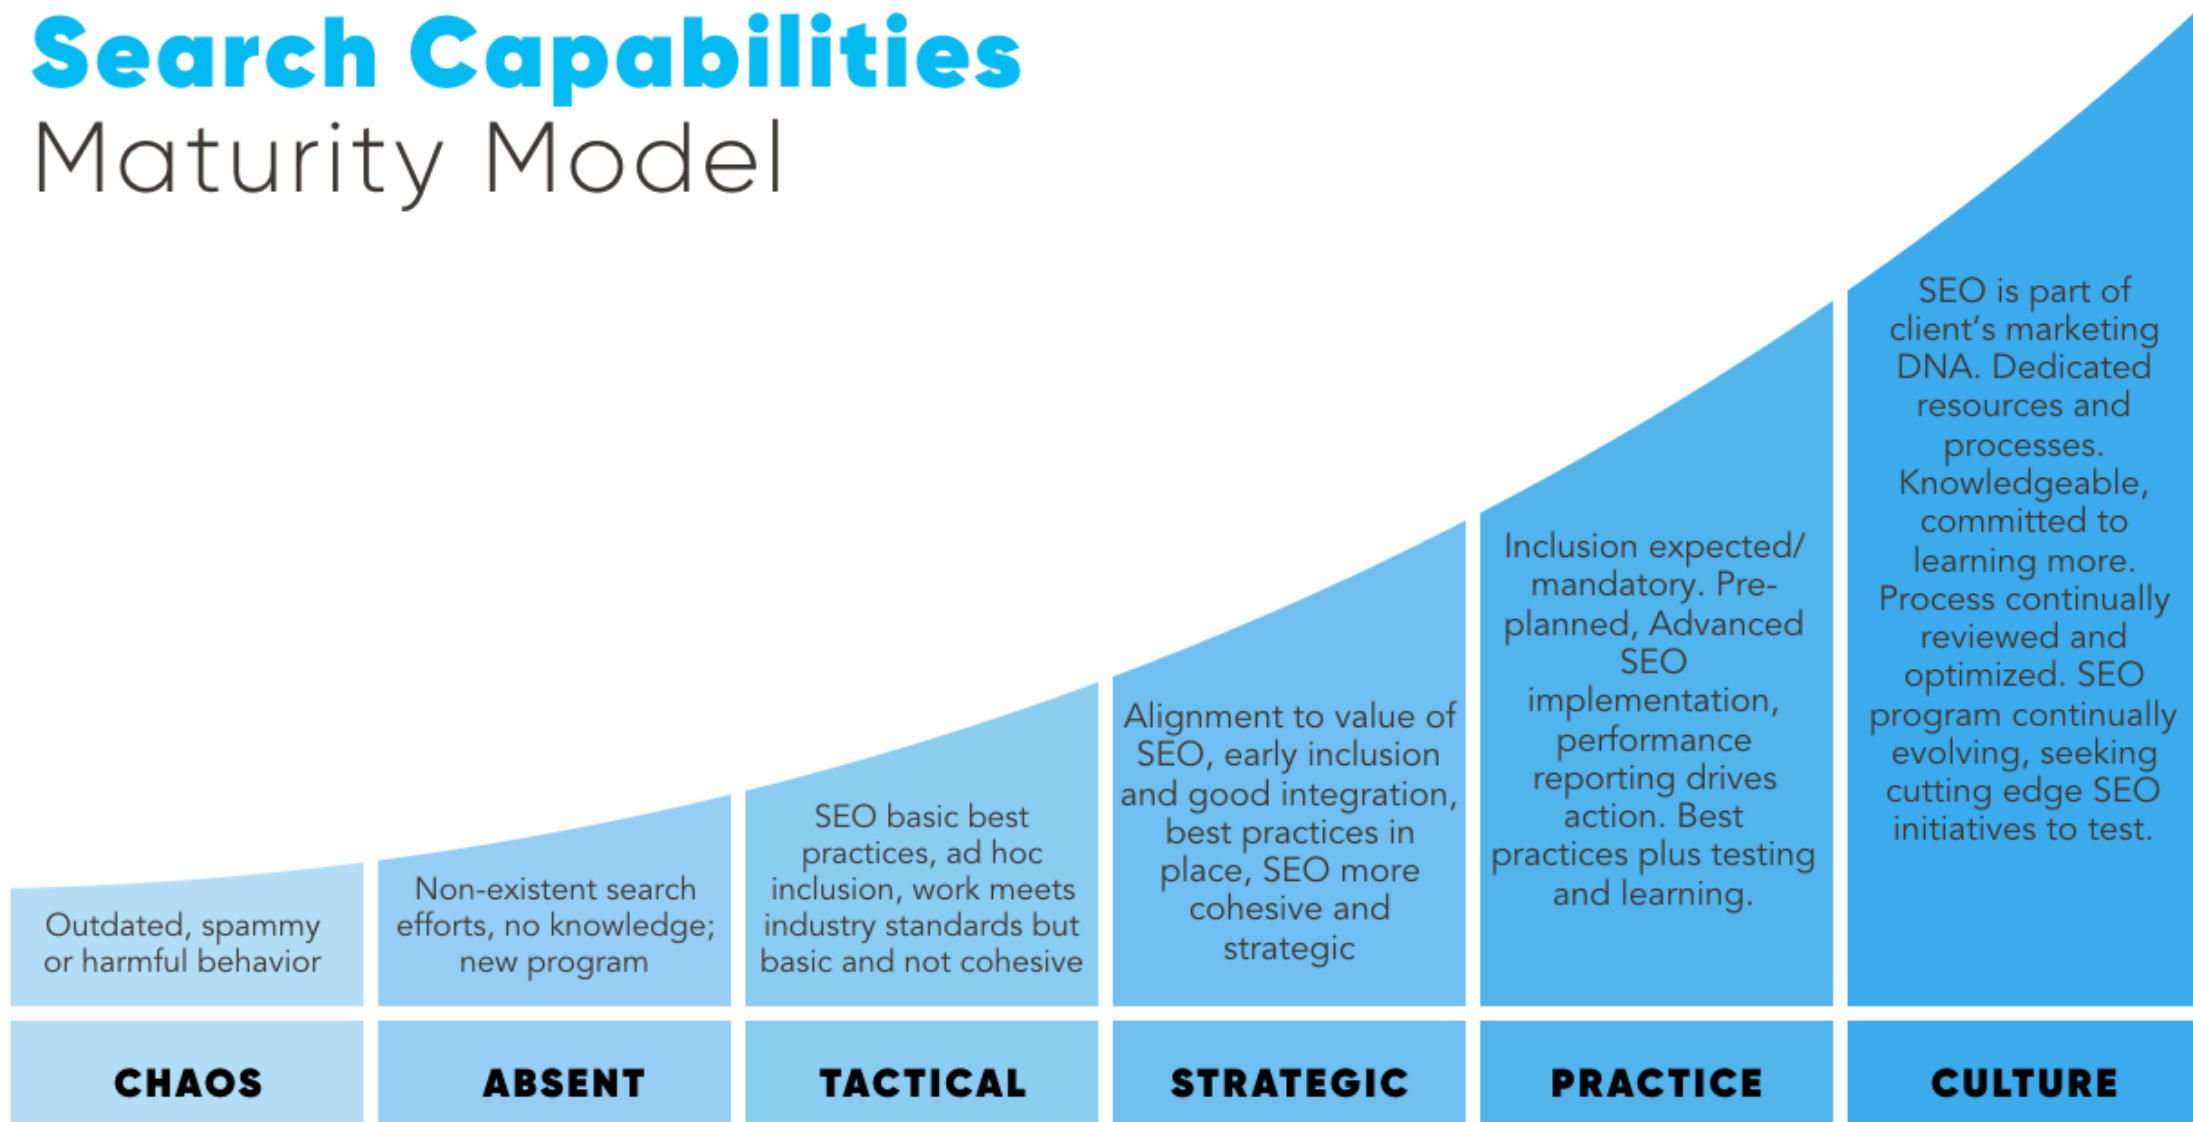 Search Capabilities
Maturity Model
Outdated, spammy
or harmful behavior
CHAOS
Non-existent search
efforts, no knowledge;
new program
ABSENT
SEO basic best
practices, ad hoc
inclusion, work meets
industry standards but
basic and not cohesive
TACTICAL
Alignment to value of
SEO, early inclusion
and good integration,
best practices in
place, SEO more
cohesive and
strategic
STRATEGIC
Inclusion expected/
mandatory. Pre-
planned, Advanced
SEO
implementation,
performance
reporting drives
action. Best
practices plus testing
and learning.
PRACTICE
SEO is part of
client's marketing
DNA. Dedicated
resources and
processes.
Knowledgeable,
committed to
learning more.
Process continually
reviewed and
optimized. SEO
program continually
evolving, seeking
cutting edge SEO
initiatives to test.
CULTURE